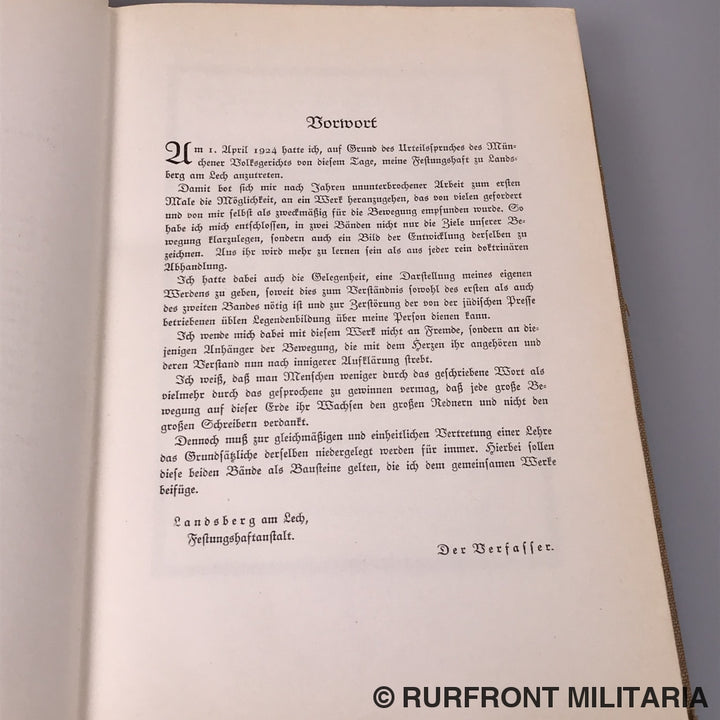 Vorwort
Am 1. April 1924 hatte ich, auf Grund des Urteilsspruches des Mün-
chener Volksgerichts von diesem Tage, meine Festungshaft zu Lands-
berg am Lech anzutreten.
Damit bot sich mir nach Jahren ununterbrochener Arbeit zum ersten
Male die Möglichkeit, an ein Werk heranzugehen, das von vielen gefordert
und von mir selbst als zweckmäßig für die Bewegung empfunden wurde. So
habe ich mich entschlossen, in zwei Bänden nicht nur die Ziele unserer Be-
wegung klarzulegen, sondern auch ein Bild der Entwicklung derselben zu
zeichnen. Aus ihr wird mehr zu lernen sein als aus jeder rein doktrinären
Abhandlung.
Ich hatte dabei auch die Gelegenheit, eine Darstellung meines eigenen
Werdens zu geben, soweit dies zum Verständnis sowohl des ersten als auch
des zweiten Bandes nötig ist und zur Zerstörung der von der jüdischen Presse
betriebenen üblen Legendenbildung über meine Person dienen kann.
Ich wende mich dabei mit diesem Werk nicht an Fremde, sondern an die-
jenigen Anhänger der Bewegung, die mit dem Herzen ihr angehören und
deren Verstand nun nach innigerer Aufklärung strebt.
Ich weiß, daß man Menschen weniger durch das geschriebene Wort als
vielmehr durch das gesprochene zu gewinnen vermag, daß jede große Be-
wegung auf dieser Erde ihr Wachsen den großen Rednern und nicht den
großen Schreibern verdankt.
Dennoch muß zur gleichmäßigen und einheitlichen Vertretung einer Lehre
das Grundsätzliche derselben niedergelegt werden für immer. Hierbei sollen
diese beiden Bände als Bausteine gelten, die ich dem gemeinsamen Werke
beifüge.
Landsberg am Lech,
Festungshaftanstalt.
Der Verfasser.
© RURFRONT MILITARIA